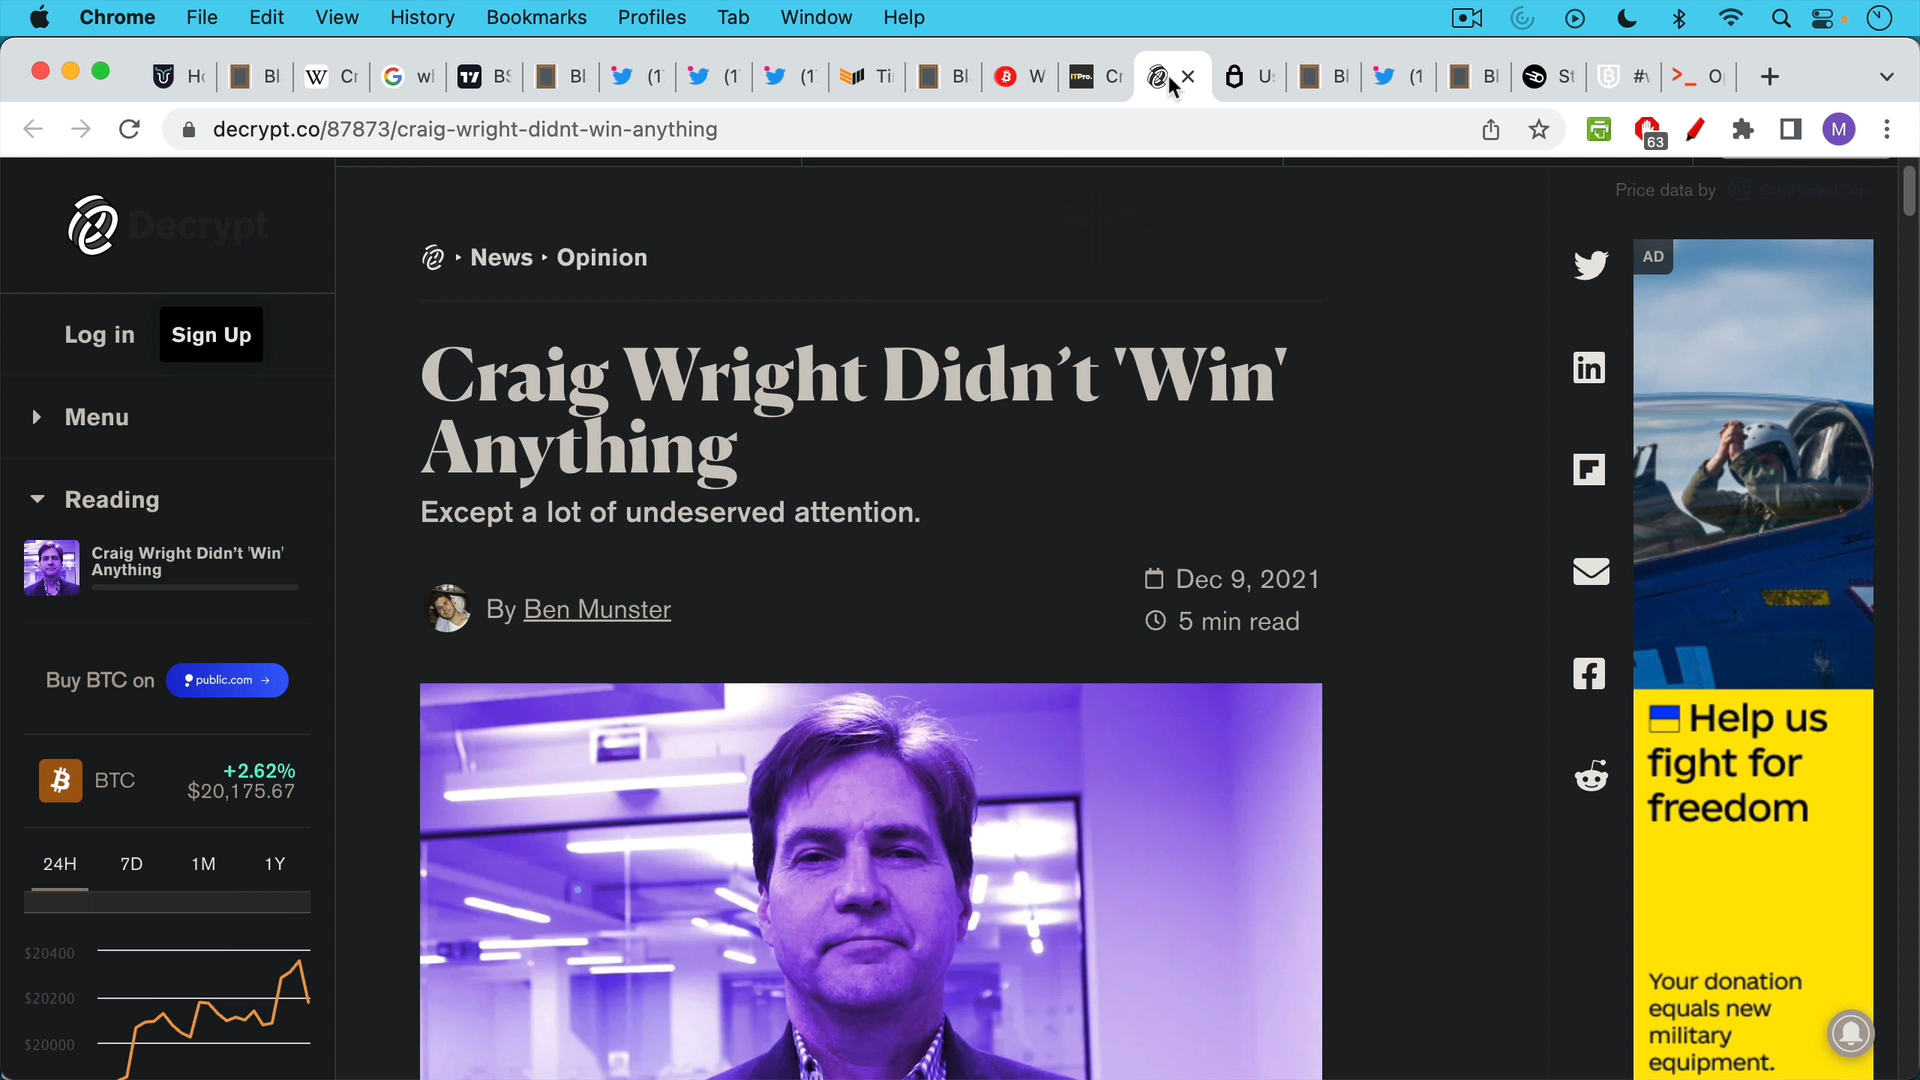 Chrome File Edit View History Bookmarks Profiles Tab Window Help
decrypt.co/87873/craig-wright-didnt-win-anything
63
M
Decrypt
Log in
Sign Up
Menu
Reading
Craig Wright Didn’t 'Win'
Anything
Buy BTC on public.com →
BTC
+2.62%
$20,175.67
24H 7D 1M 1Y
$20400
$20200
$20000
News ‣ Opinion
Craig Wright Didn’t 'Win'
Anything
Except a lot of undeserved attention.
By Ben Munster
Dec 9, 2021
5 min read
Price data by CoinMarketCap
AD
Help us
fight for
freedom
Your donation
equals new
military
equipment.